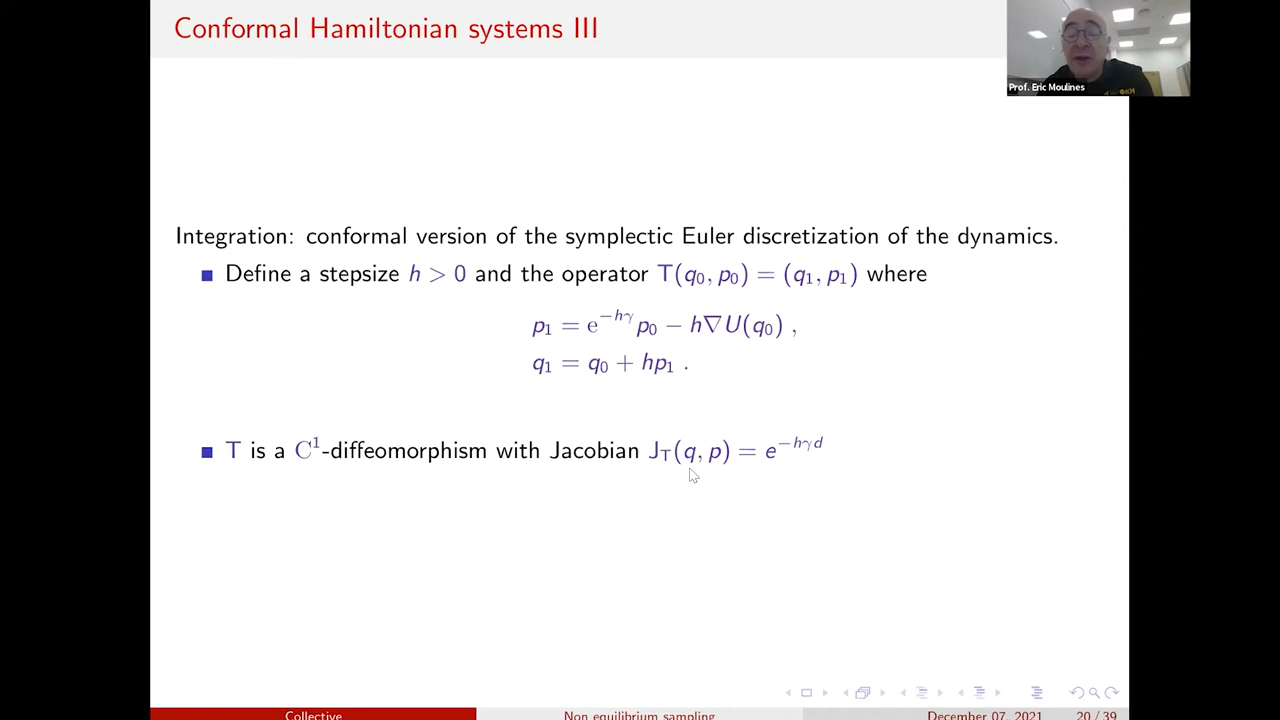 Conformal Hamiltonian systems III
Prof. Eric Moulines
Integration: conformal version of the symplectic Euler discretization of the dynamics.
Define a stepsize h > 0 and the operator T(q₀, p₀) = (q₁, p₁) where
p₁ = e^{−hγ} p₀ − h∇U(q₀) ,
q₁ = q₀ + hp₁ .
T is a C¹-diffeomorphism with Jacobian J_T(q, p) = e^{−hγd}
Collective Non equilibrium sampling December 07, 2021 20 / 39